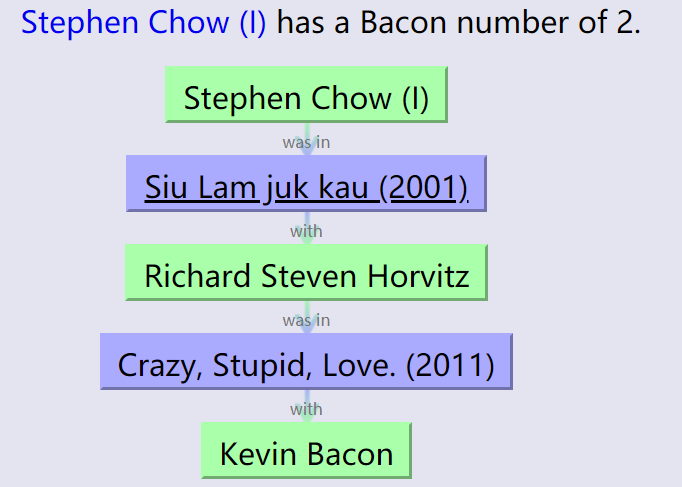 Stephen Chow (I) has a Bacon number of 2.
Stephen Chow (I)
was in
Siu Lam juk kau (2001)
with
Richard Steven Horvitz
was in
Crazy, Stupid, Love. (2011)
with
Kevin Bacon